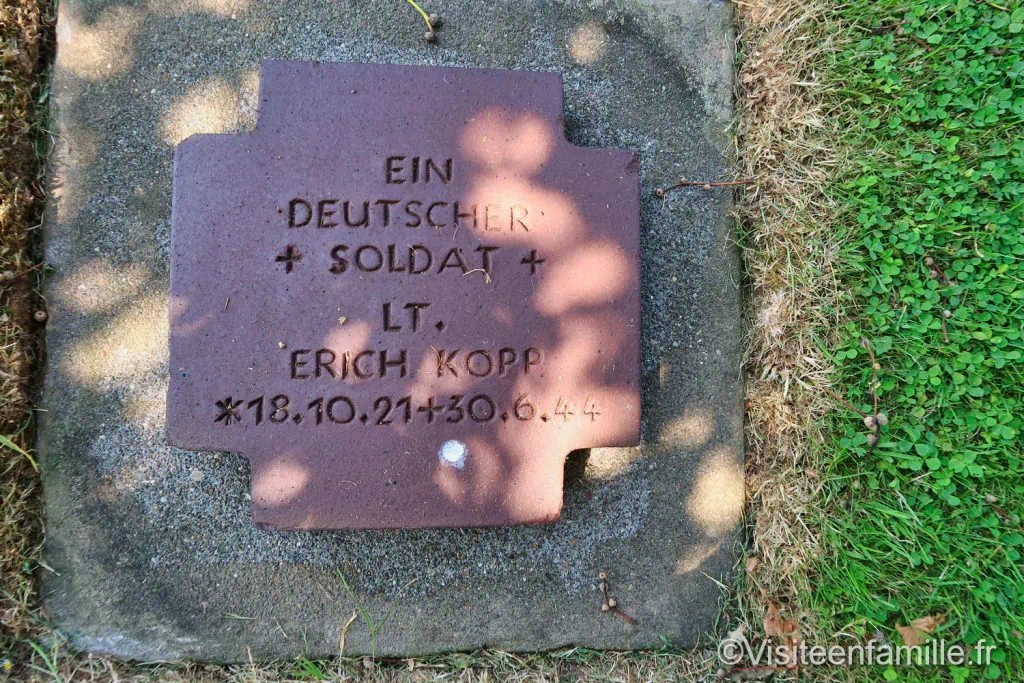 EIN
DEUTSCHER
+ SOLDAT +
LT.
ERICH KOPP
*18.10.21+30.6.44
©Visiteenfamille.fr